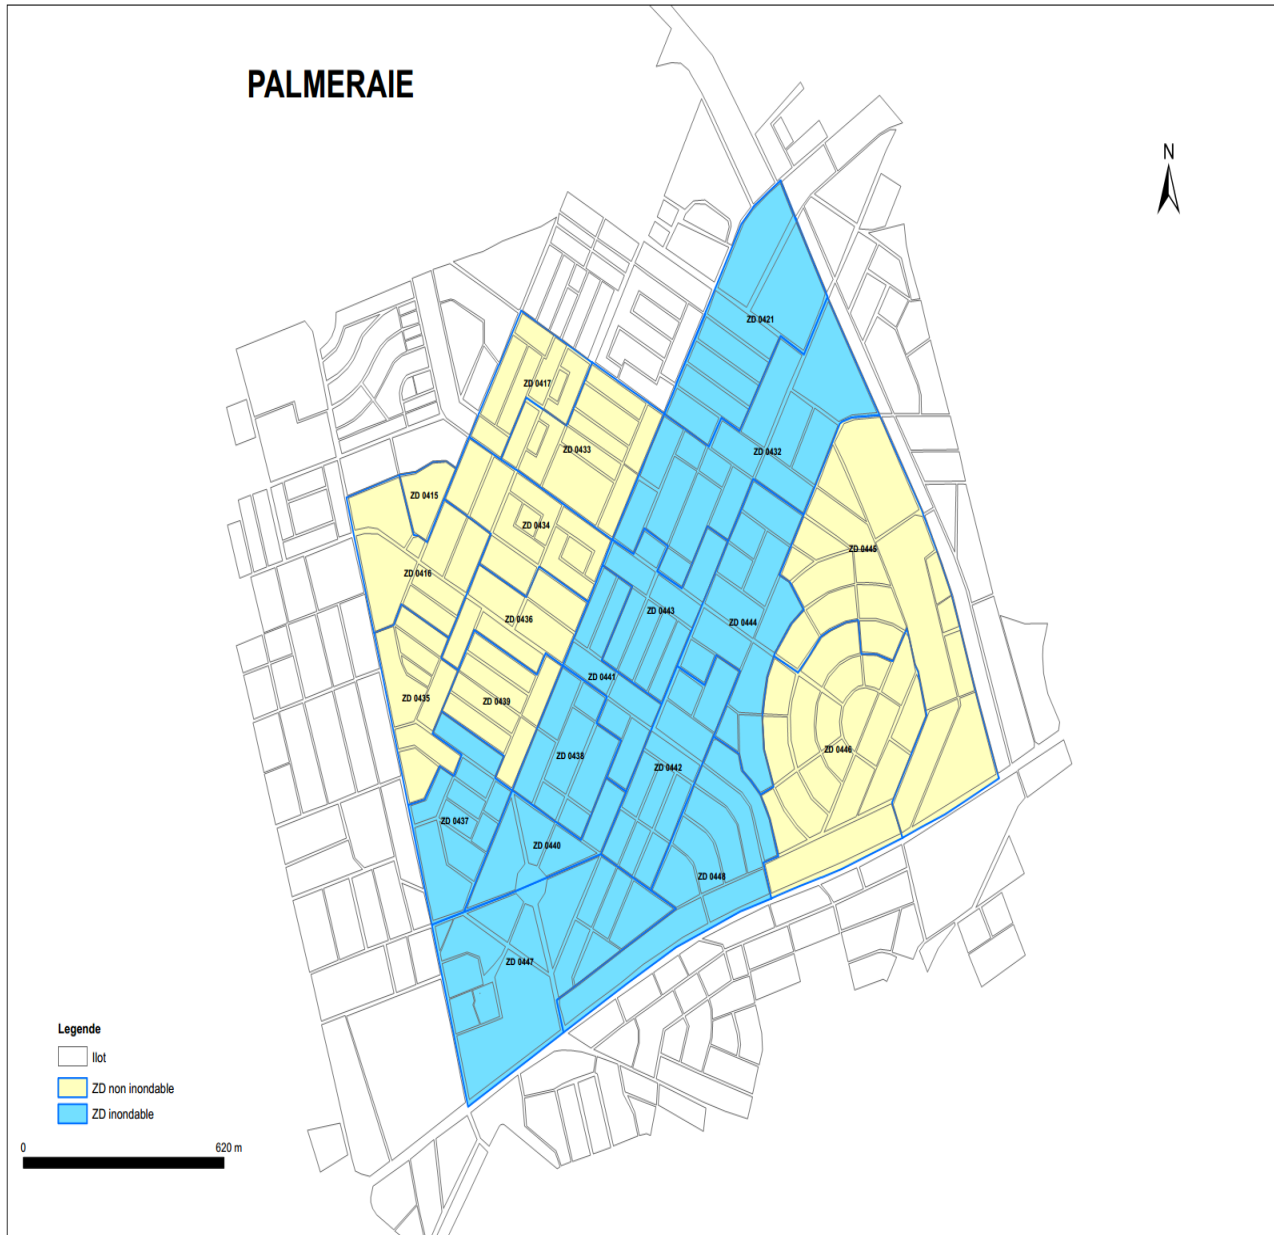 PALMERAIE
N
ZD 0421
ZD 0417
ZD 0433
ZD 0432
ZD 0415
ZD 0434
ZD 0445
ZD 0416
ZD 0443
ZD 0436
ZD 0444
ZD 0441
ZD 0435
ZD 0439
ZD 0446
ZD 0438
ZD 0442
ZD 0437
ZD 0440
ZD 0448
ZD 0447
Legende
Ilot
ZD non inondable
ZD inondable
0 620 m